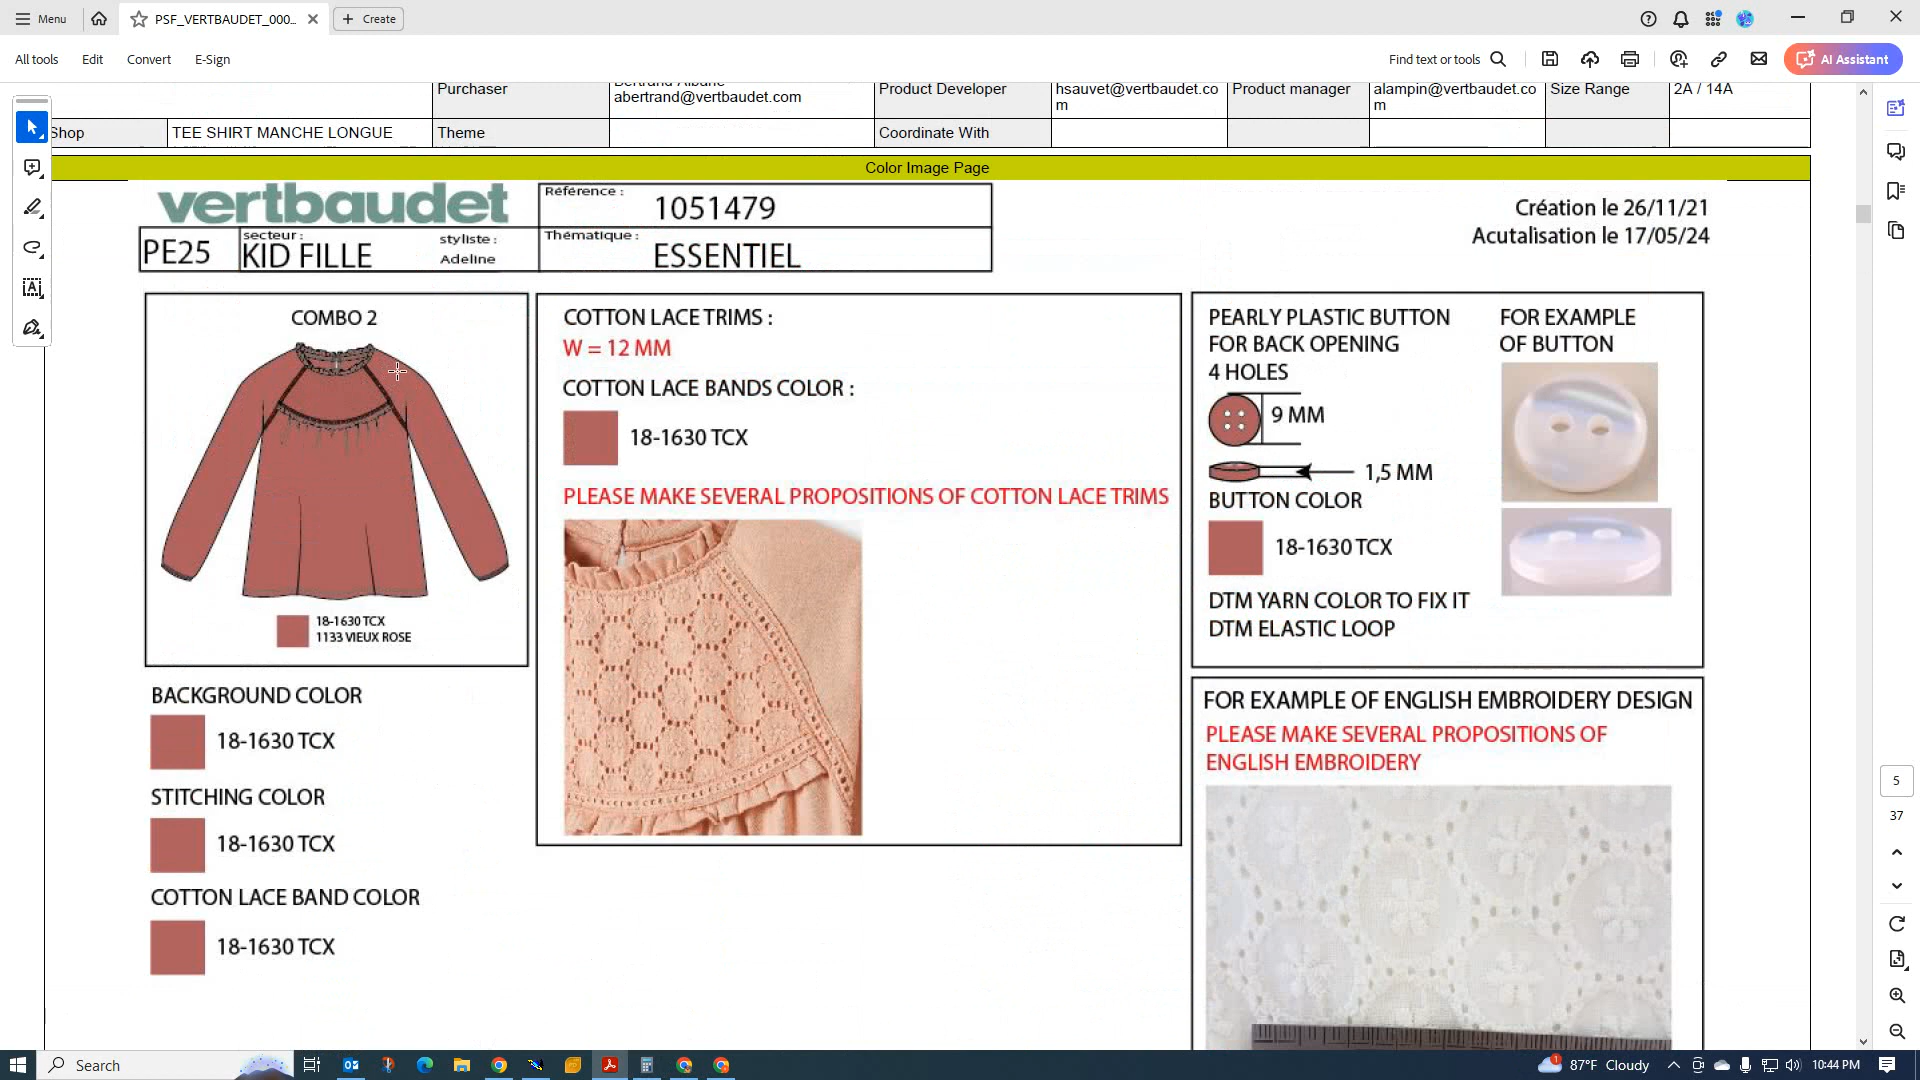 Menu
PSF_VERTBAUDET_000...
Create
All tools
Edit
Convert
E-Sign
Find text or tools
AI Assistant
Purchaser
abertrand@vertbaudet.com
Product Developer
hsauvet@vertbaudet.co
m
Product manager
alampin@vertbaudet.co
m
Size Range
2A / 14A
Shop
TEE SHIRT MANCHE LONGUE
Theme
Coordinate With
Color Image Page
vertbaudet
Référence :
1051479
Création le 26/11/21
Acutalisation le 17/05/24
PE25
secteur :
KID FILLE
styliste :
Adeline
Thématique :
ESSENTIEL
COMBO 2
18-1630 TCX
1133 VIEUX ROSE
BACKGROUND COLOR
18-1630 TCX
STITCHING COLOR
18-1630 TCX
COTTON LACE BAND COLOR
18-1630 TCX
COTTON LACE TRIMS :
W = 12 MM
COTTON LACE BANDS COLOR :
18-1630 TCX
PLEASE MAKE SEVERAL PROPOSITIONS OF COTTON LACE TRIMS
PEARLY PLASTIC BUTTON
FOR BACK OPENING
4 HOLES
9 MM
1,5 MM
BUTTON COLOR
18-1630 TCX
DTM YARN COLOR TO FIX IT
DTM ELASTIC LOOP
FOR EXAMPLE
OF BUTTON
FOR EXAMPLE OF ENGLISH EMBROIDERY DESIGN
PLEASE MAKE SEVERAL PROPOSITIONS OF
ENGLISH EMBROIDERY
5
37
Search
1
87°F Cloudy
10:44 PM